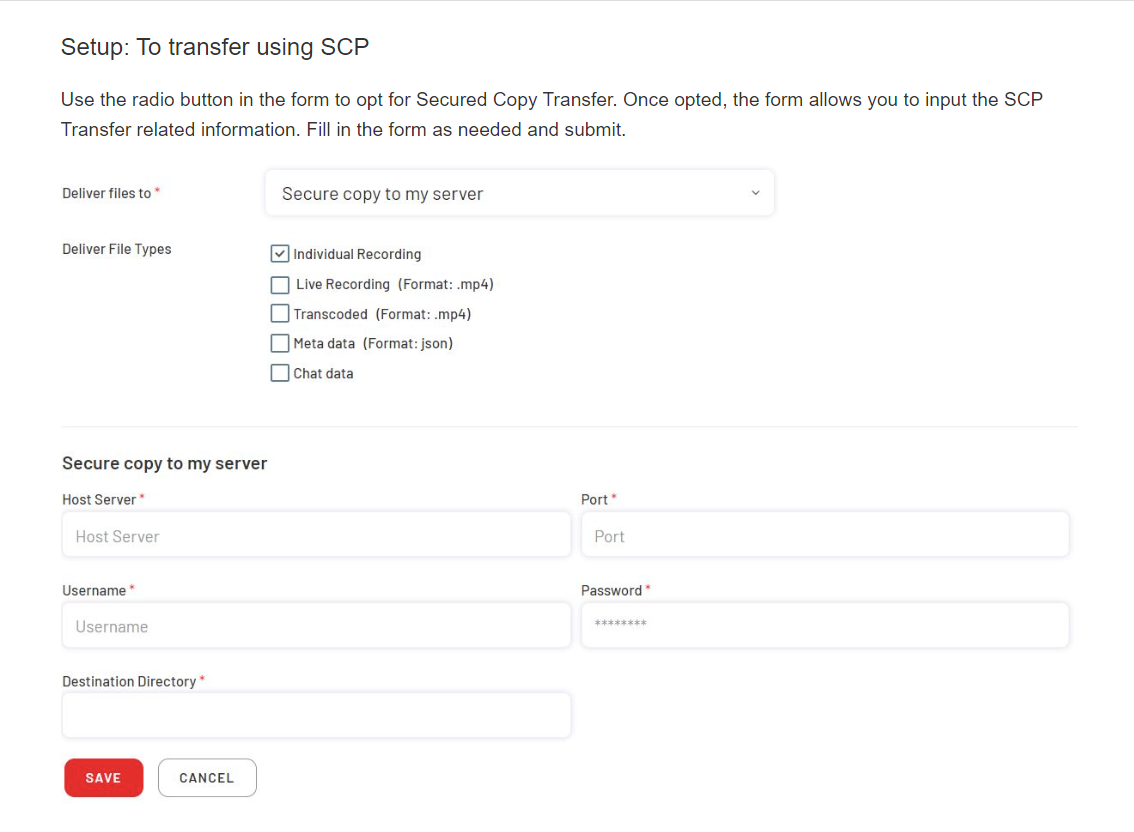 Setup: To transfer using SCP
Use the radio button in the form to opt for Secured Copy Transfer. Once opted, the form allows you to input the SCP
Transfer related information. Fill in the form as needed and submit.
Deliver files to *
Secure copy to my server
Deliver File Types
Individual Recording
Live Recording (Format: .mp4)
Transcoded (Format: .mp4)
Meta data (Format: json)
Chat data
Secure copy to my server
Host Server *
Port *
Host Server
Port
Username *
Password *
Username
********
Destination Directory *
SAVE
CANCEL